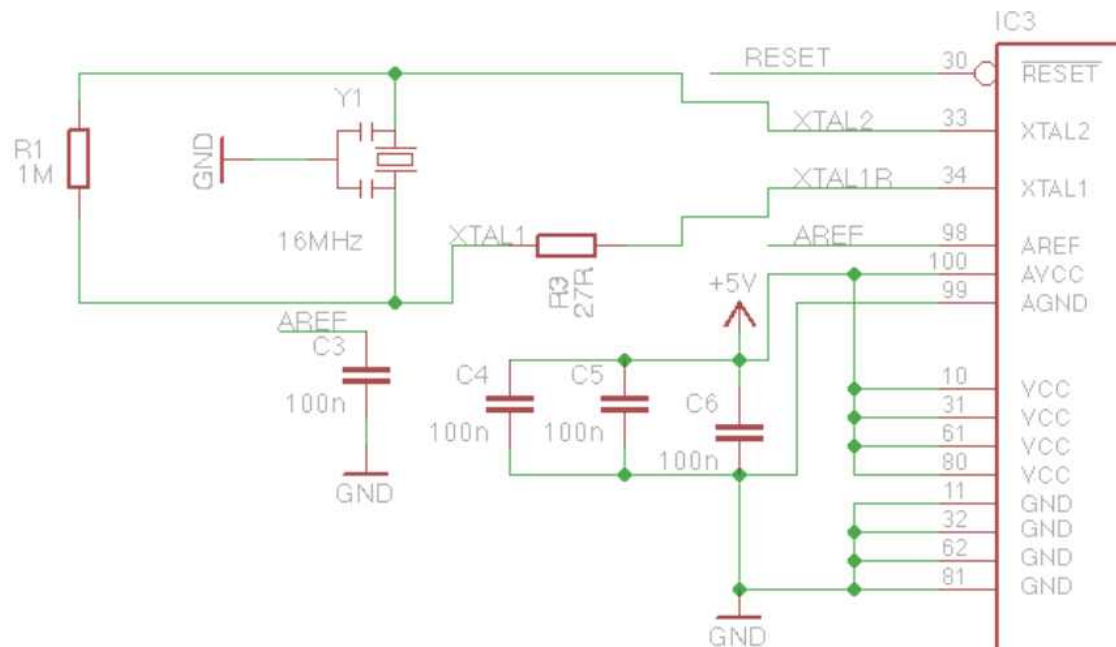 IC3
RESET
30
RESET
Y1
XTAL2
33
XTAL2
R1
1M
GND
XTAL1R
34
XTAL1
16MHz
XTAL1
AREF
98
AREF
R3
27R
100
AVCC
+5V
99
AGND
AREF
C3
100n
GND
C4
100n
C5
100n
C6
100n
10
VCC
31
VCC
61
VCC
80
VCC
11
GND
32
GND
62
GND
81
GND
GND